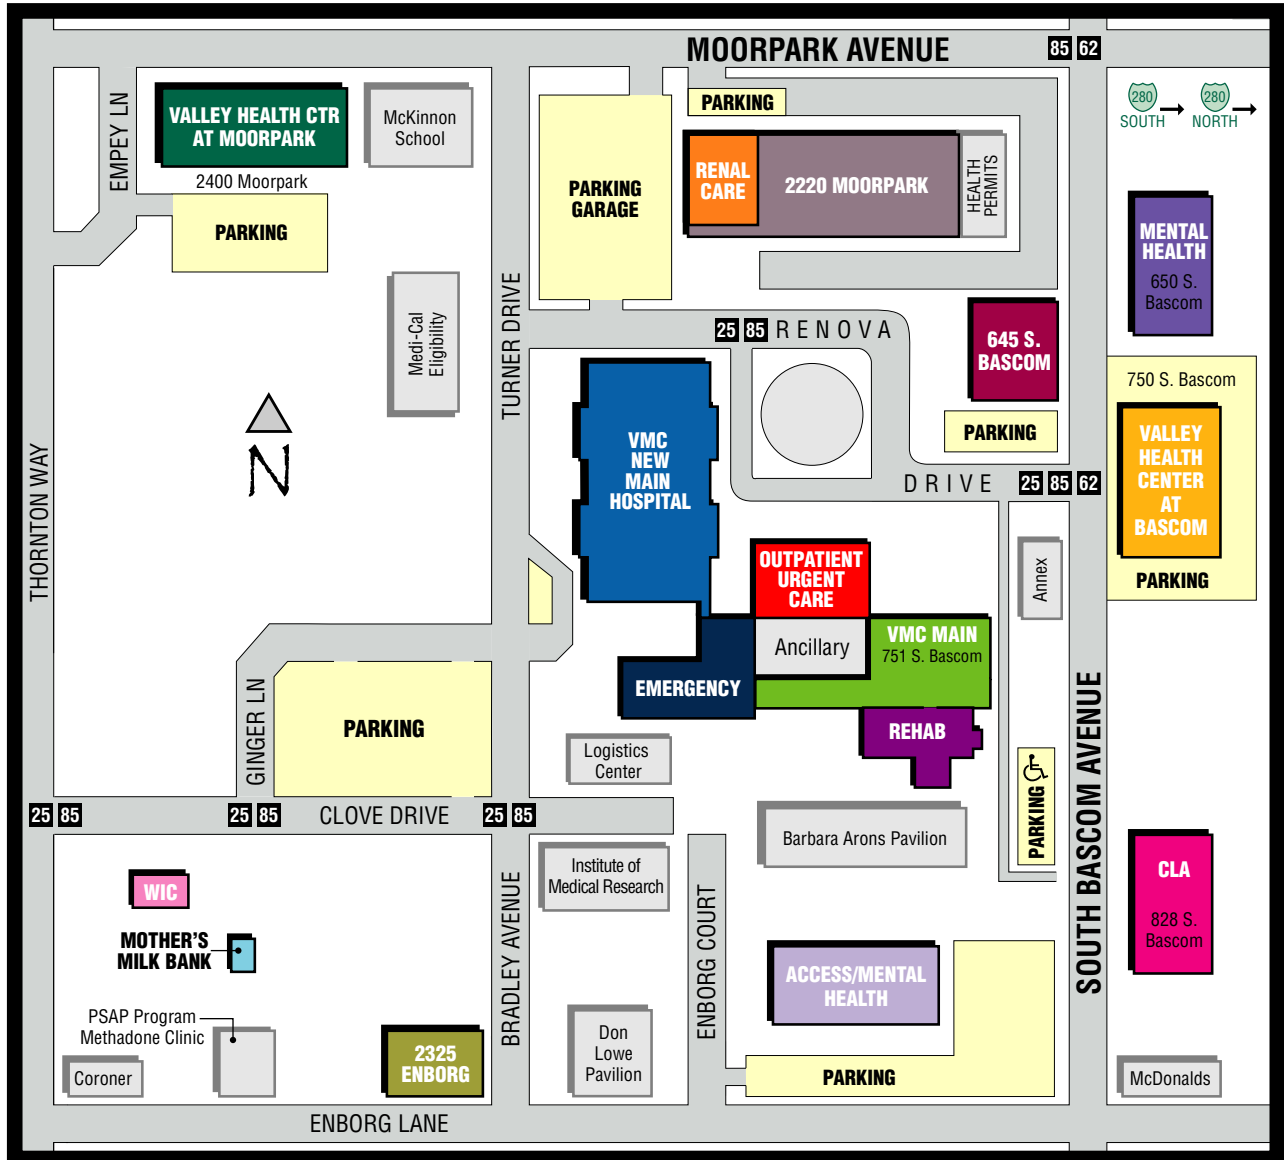 MOORPARK AVENUE
85 62
EMPEY LN
VALLEY HEALTH CTR
AT MOORPARK
2400 Moorpark
McKinnon
School
PARKING
PARKING
GARAGE
PARKING
RENAL
CARE
2220 MOORPARK
HEALTH
PERMITS
280
SOUTH
280
NORTH
MENTAL
HEALTH
650 S.
Bascom
Medi-Cal
Eligibility
TURNER DRIVE
25 85 RENOVA
645 S.
BASCOM
PARKING
750 S. Bascom
VALLEY
HEALTH
CENTER
AT
BASCOM
PARKING
N
THORNTON WAY
VMC
NEW
MAIN
HOSPITAL
DRIVE 25 85 62
OUTPATIENT
URGENT
CARE
Annex
Ancillary
VMC MAIN
751 S. Bascom
EMERGENCY
REHAB
GINGER LN
PARKING
Logistics
Center
PARKING
SOUTH BASCOM AVENUE
25 85
25 85
CLOVE DRIVE
25 85
Barbara Arons Pavilion
Institute of
Medical Research
WIC
MOTHER'S
MILK BANK
BRADLEY AVENUE
ENBORG COURT
CLA
828 S.
Bascom
ACCESS/MENTAL
HEALTH
PSAP Program
Methadone Clinic
Coroner
2325
ENBORG
Don
Lowe
Pavilion
PARKING
McDonalds
ENBORG LANE